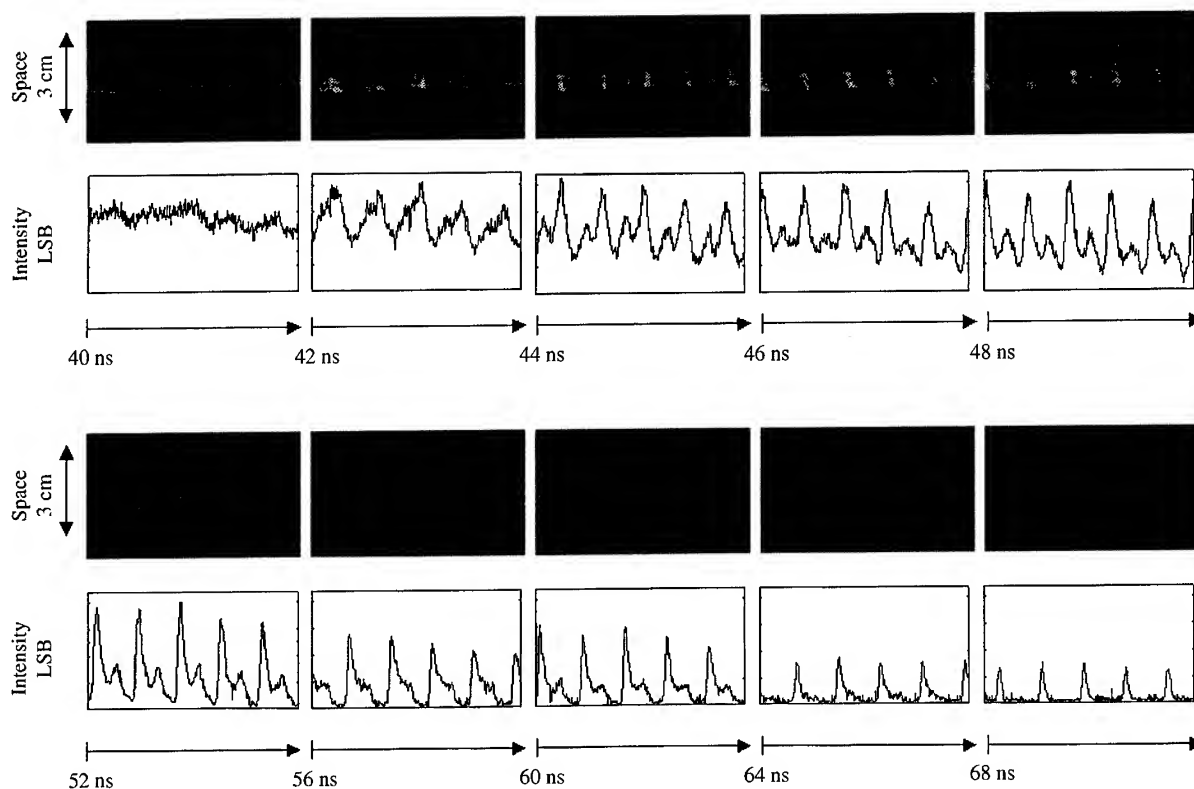 Space
3 cm
Intensity
LSB
40 ns
42 ns
44 ns
46 ns
48 ns
Space
3 cm
Intensity
LSB
52 ns
56 ns
60 ns
64 ns
68 ns